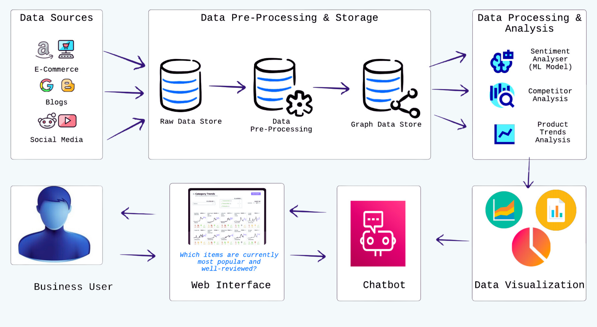 Data Sources
E-Commerce
Blogs
Social Media
Data Pre-Processing & Storage
Raw Data Store
Data
Pre-Processing
Graph Data Store
Data Processing &
Analysis
Sentiment
Analyser
(ML Model)
Competitor
Analysis
Product
Trends
Analysis
Business User
Which items are currently
most popular and
well-reviewed?
Web Interface
Chatbot
Data Visualization